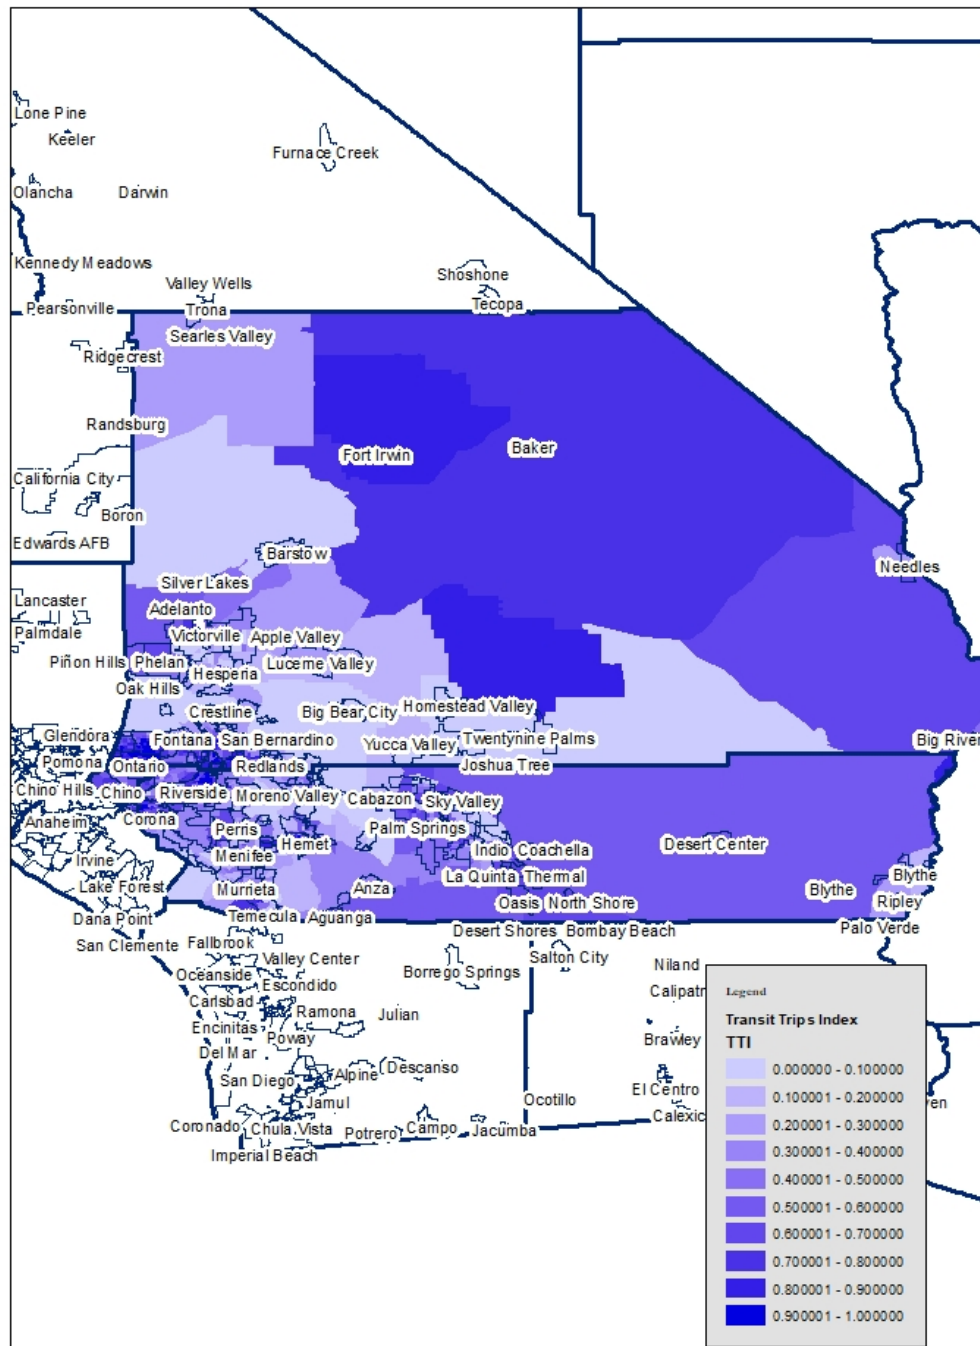 Lone Pine
Keeler
Furnace Creek
Olancha
Darwin
Kennedy Meadows
Shoshone
Valley Wells
Tecopa
Pearsonville
Trona
Searles Valley
Ridgecrest
Randsburg
Baker
Fort Irwin
California City
Boron
Edwards AFB
Barstow
Needles
Silver Lakes
Lancaster
Adelanto
Palmdale
Victorville
Apple Valley
Piñon Hills
Phelan
Lucerne Valley
Hesperia
Oak Hills
Crestline
Big Bear City
Homestead Valley
Glendora
Fontana
San Bernardino
Yucca Valley
Twentynine Palms
Big River
Pomona
Ontario
Redlands
Joshua Tree
Chino Hills
Chino
Riverside
Moreno Valley
Cabazon
Sky Valley
Anaheim
Corona
Perris
Palm Springs
Hemet
Desert Center
Irvine
Menifee
Indio
Coachella
La Quinta
Thermal
Blythe
Blythe
Lake Forest
Murrieta
Anza
Ripley
Oasis
North Shore
Dana Point
Temecula
Aguanga
Palo Verde
San Clemente
Fallbrook
Desert Shores
Bombay Beach
Valley Center
Salton City
Oceanside
Borrego Springs
Niland
Escondido
Calipatr
Carlsbad
Ramona
Julian
Encinitas
Poway
Brawley
Del Mar
San Diego
Alpine
Descanso
El Centro
Jamul
Ocotillo
Calexic
ven
Coronado
Chula Vista
Potrero
Campo
Jacumba
Imperial Beach
Legend
Transit Trips Index
TTI
0.000000 - 0.100000
0.100001 - 0.200000
0.200001 - 0.300000
0.300001 - 0.400000
0.400001 - 0.500000
0.500001 - 0.600000
0.600001 - 0.700000
0.700001 - 0.800000
0.800001 - 0.900000
0.900001 - 1.000000